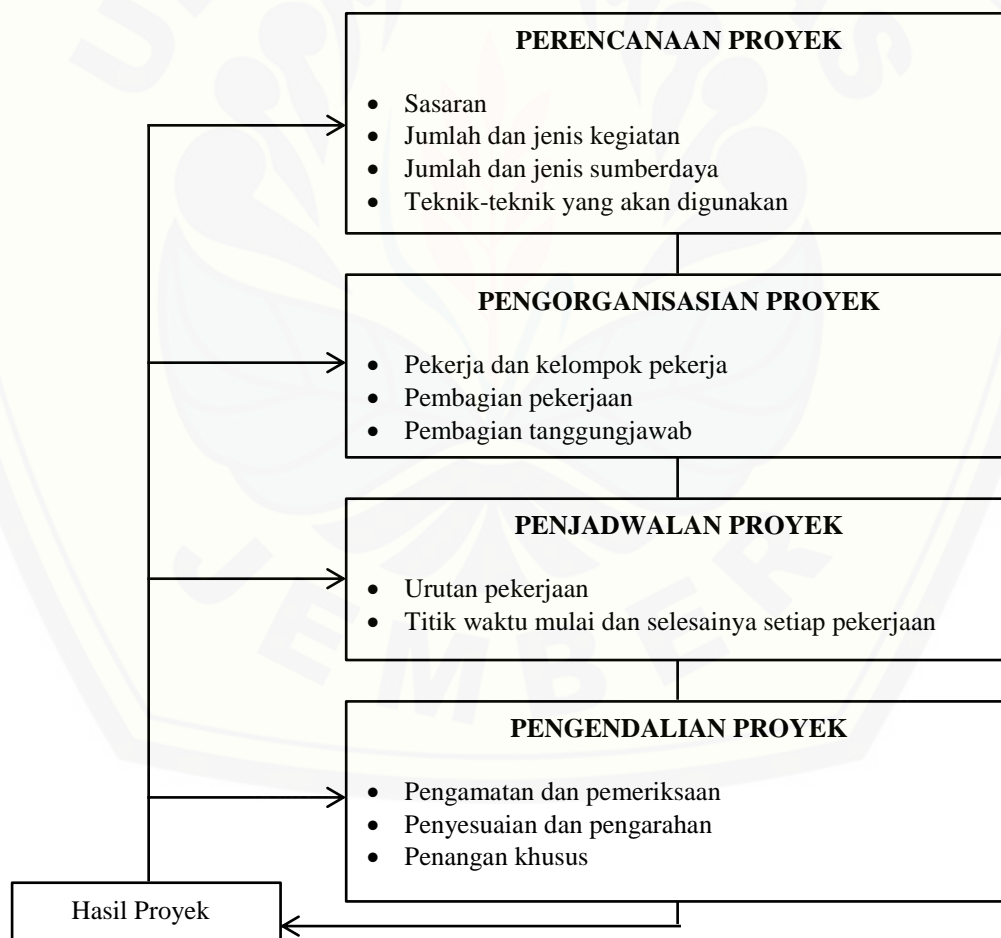 PERENCANAAN PROYEK
• Sasaran
• Jumlah dan jenis kegiatan
• Jumlah dan jenis sumberdaya
• Teknik-teknik yang akan digunakan
PENGORGANISASIAN PROYEK
• Pekerja dan kelompok pekerja
• Pembagian pekerjaan
• Pembagian tanggungjawab
PENJADWALAN PROYEK
• Urutan pekerjaan
• Titik waktu mulai dan selesainya setiap pekerjaan
PENGENDALIAN PROYEK
• Pengamatan dan pemeriksaan
• Penyesuaian dan pengarahan
• Penangan khusus
Hasil Proyek
JEMBER